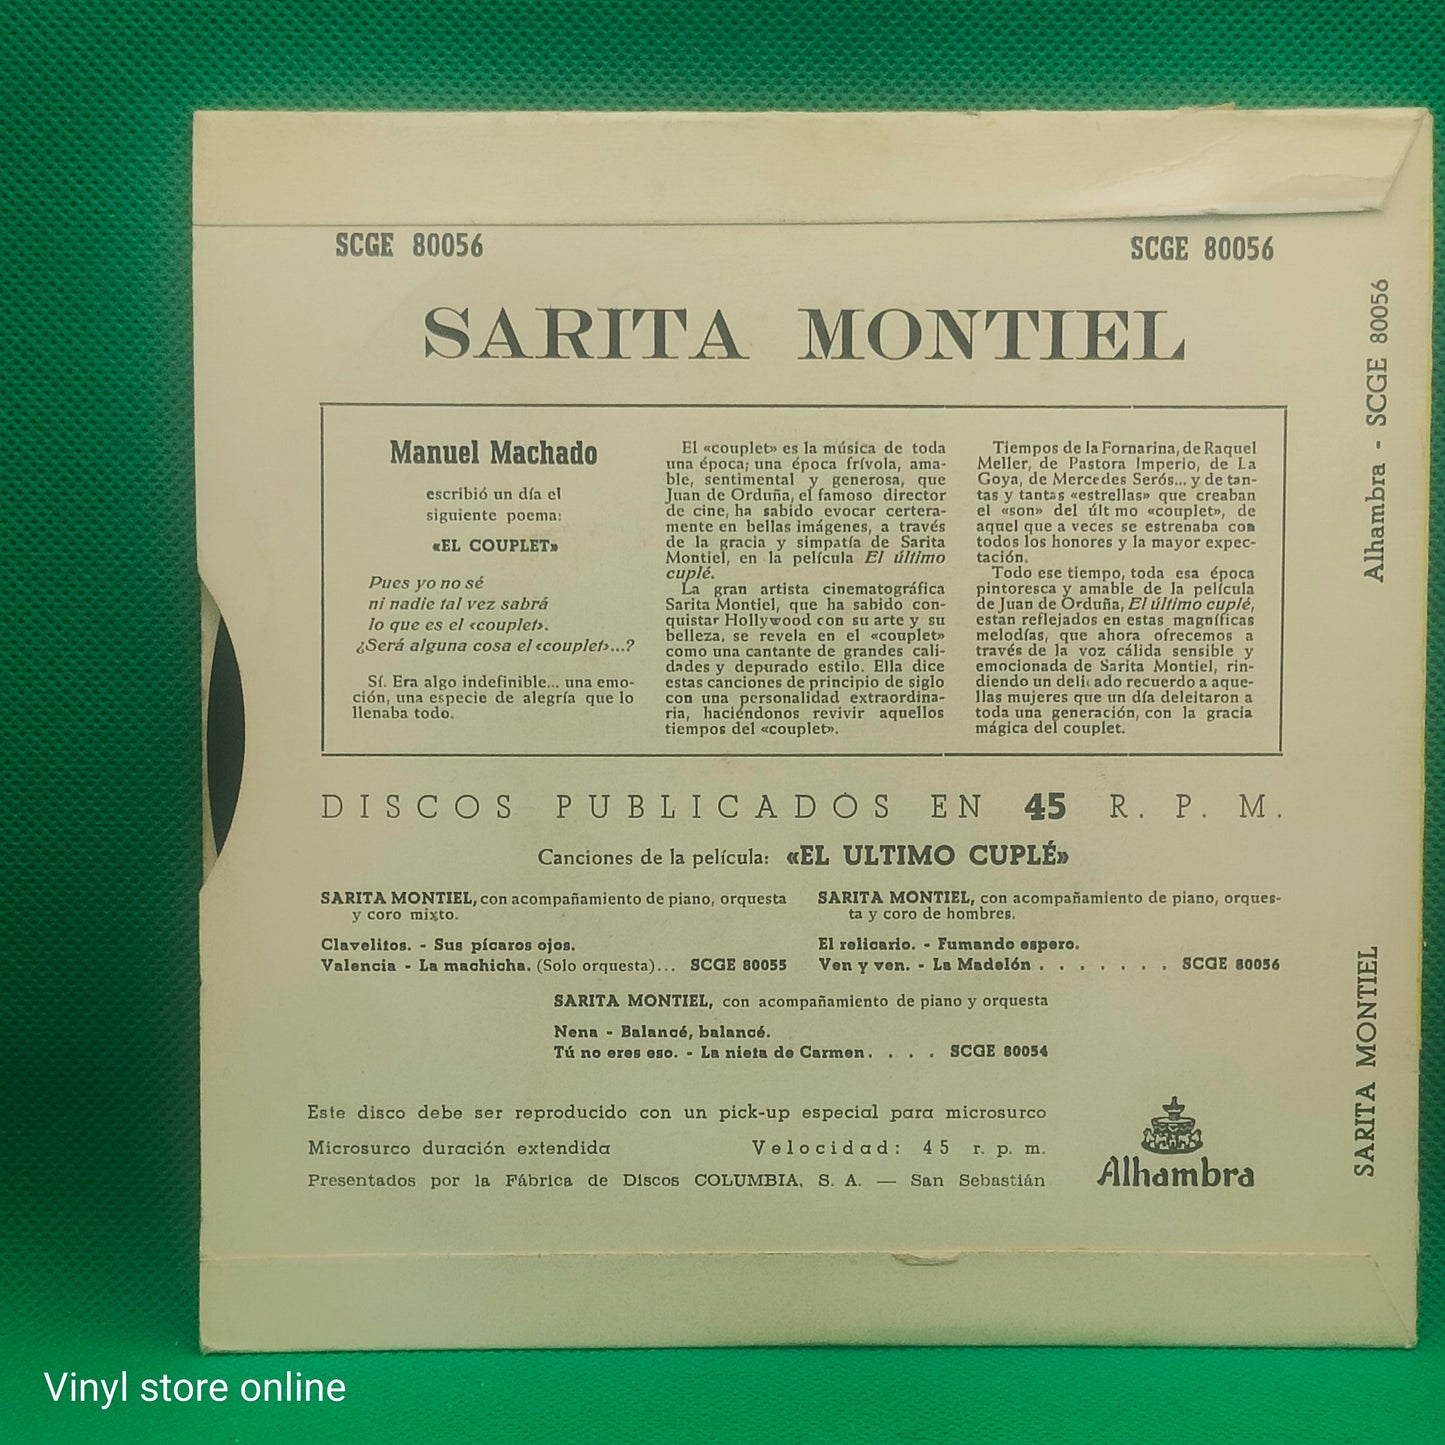 SCGE 80056
SCGE 80056
SARITA MONTIEL
Manuel Machado
escribió un día el
siguiente poema:
«EL COUPLET»
Pues yo no sé
ni nadie tal vez sabrá
lo que es el «couplet».
¿Será alguna cosa el «couplet»...?
Sí. Era algo indefinible... una emo-
ción, una especie de alegría que lo
llenaba todo.
El «couplet» es la música de toda
una época; una época frívola, ama-
ble, sentimental y generosa, que
Juan de Orduña, el famoso director
de cine, ha sabido evocar certera-
mente en bellas imágenes, a través
de la gracia y simpatía de Sarita
Montiel, en la película El último
cuplé.
La gran artista cinematográfica
Sarita Montiel, que ha sabido con-
quistar Hollywood con su arte y su
belleza, se revela en el «couplet»
como una cantante de grandes cali-
dades y depurado estilo. Ella dice
estas canciones de principio de siglo
con una personalidad extraordina-
ria, haciéndonos revivir aquellos
tiempos del «couplet».
Tiempos de la Fornarina, de Raquel
Meller, de Pastora Imperio, de La
Goya, de Mercedes Serós... y de tan-
tas y tantas «estrellas» que creaban
el «son» del últ mo «couplet», de
aquel que a veces se estrenaba con
todos los honores y la mayor expec-
tación.
Todo ese tiempo, toda esa época
pintoresca y amable de la película
de Juan de Orduña, El último cuplé,
están reflejados en estas magníficas
melodías, que ahora ofrecemos a
través de la voz cálida sensible y
emocionada de Sarita Montiel, rin-
diendo un delicado recuerdo a aque-
llas mujeres que un día deleitaron a
toda una generación, con la gracia
mágica del couplet.
DISCOS PUBLICADOS EN 45 R. P. M.
Canciones de la película: «EL ULTIMO CUPLÉ»
SARITA MONTIEL, con acompañamiento de piano, orquesta
y coro mixto.
Clavelitos. - Sus pícaros ojos.
Valencia - La machicha. (Solo orquesta)... SCGE 80055
SARITA MONTIEL, con acompañamiento de piano, orques-
ta y coro de hombres.
El relicario. - Fumando espero.
Ven y ven. - La Madelón . . . . . . . SCGE 80056
SARITA MONTIEL, con acompañamiento de piano y orquesta
Nena - Balancé, balancé.
Tú no eres eso. - La nieta de Carmen. . . . . SCGE 80054
Este disco debe ser reproducido con un pick-up especial para microsurco
Microsurco duración extendida Velocidad: 45 r. p. m.
Presentados por la Fábrica de Discos COLUMBIA, S. A. — San Sebastián
Alhambra
Alhambra - SCGE 80056
SARITA MONTIEL
Vinyl store online